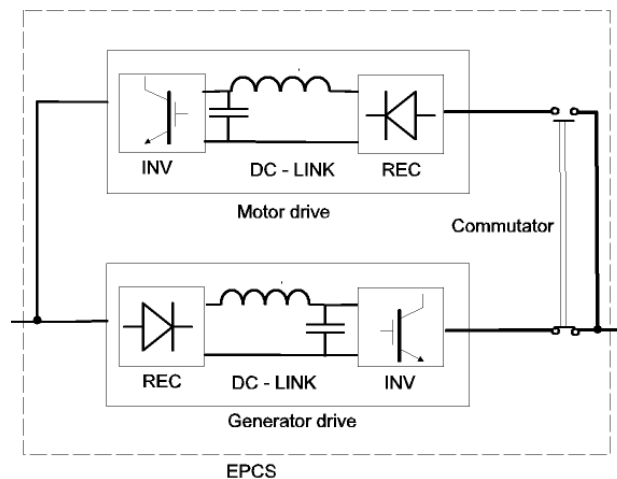 INV
DC - LINK
REC
Motor drive
Commutator
REC
DC - LINK
INV
Generator drive
EPCS